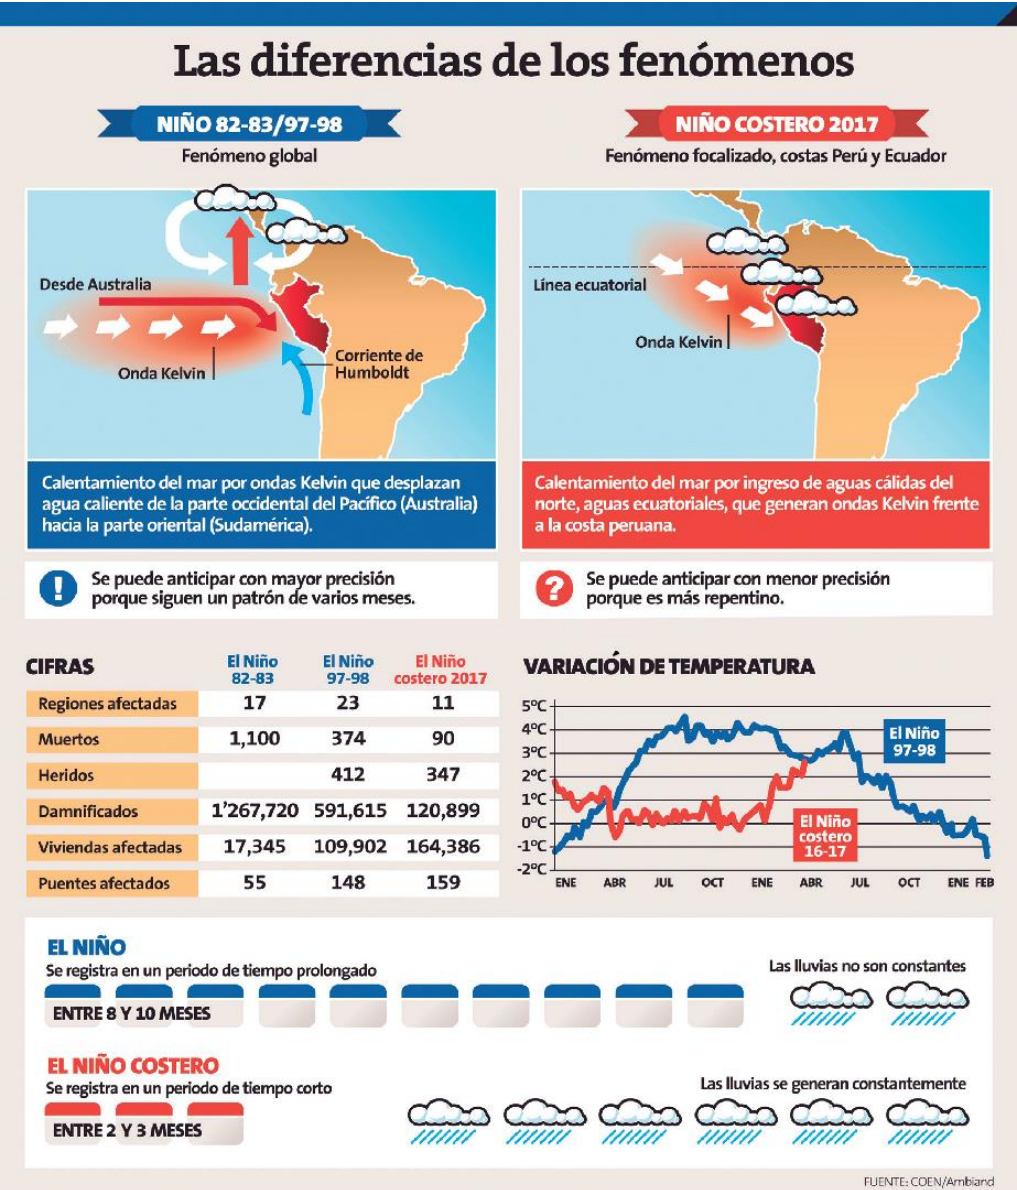 Las diferencias de los fenómenos
NIÑO 82-83/97-98
Fenómeno global
Desde Australia
Onda Kelvin
Corriente de
Humboldt
Calentamiento del mar por ondas Kelvin que desplazan
agua caliente de la parte occidental del Pacífico (Australia)
hacia la parte oriental (Sudamérica).
!
Se puede anticipar con mayor precisión
porque siguen un patrón de varios meses.
NIÑO COSTERO 2017
Fenómeno focalizado, costas Perú y Ecuador
Línea ecuatorial
Onda Kelvin
Calentamiento del mar por ingreso de aguas cálidas del
norte, aguas ecuatoriales, que generan ondas Kelvin frente
a la costa peruana.
?
Se puede anticipar con menor precisión
porque es más repentino.
CIFRAS
El Niño
82-83
El Niño
97-98
El Niño
costero 2017
Regiones afectadas 17 23 11
Muertos 1,100 374 90
Heridos 412 347
Damnificados 1'267,720 591,615 120,899
Viviendas afectadas 17,345 109,902 164,386
Puentes afectados 55 148 159
VARIACIÓN DE TEMPERATURA
5ºC
4ºC
3ºC
2ºC
1ºC
0ºC
-1ºC
-2ºC
El Niño
97-98
El Niño
costero
16-17
ENE ABR JUL OCT ENE ABR JUL OCT ENE FEB
EL NIÑO
Se registra en un periodo de tiempo prolongado
ENTRE 8 Y 10 MESES
Las lluvias no son constantes
EL NIÑO COSTERO
Se registra en un periodo de tiempo corto
ENTRE 2 Y 3 MESES
Las lluvias se generan constantemente
FUENTE: COEN/Ambiand